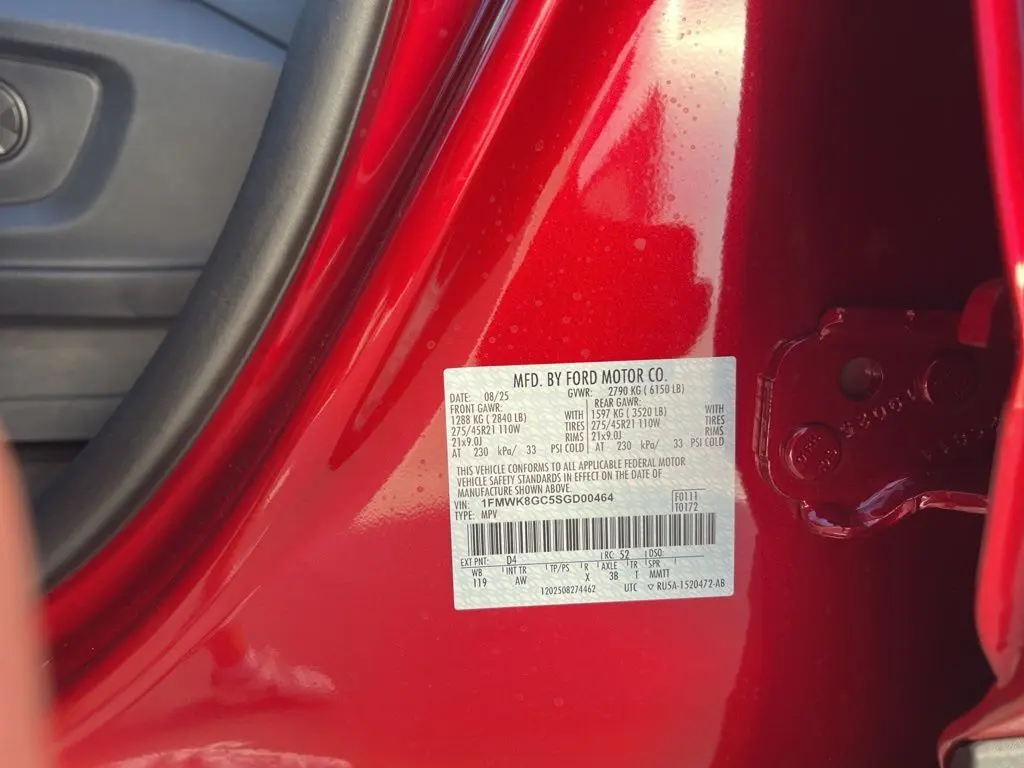 MFD. BY FORD MOTOR CO.
DATE: 08/25 GVWR: 2790 KG ( 6150 LB)
FRONT GAWR: REAR GAWR:
1288 KG ( 2840 LB) WITH 1597 KG ( 3520 LB) WITH
275/45R21 110W TIRES 275/45R21 110W TIRES
21x9.0J RIMS 21x9.0J RIMS
AT 230 kPa/ 33 PSI COLD AT 230 kPa/ 33 PSI COLD
THIS VEHICLE CONFORMS TO ALL APPLICABLE FEDERAL MOTOR
VEHICLE SAFETY STANDARDS IN EFFECT ON THE DATE OF
MANUFACTURE SHOWN ABOVE.
VIN: 1FMWK8GC5SGD00464 F0111
TYPE: MPV T0172
EXT PNT: D4 RC: 52 DSO:
WB INT TR TP/PS R AXLE TR SPR
119 AW X 3B T MMTT
1202508274462 UTC RU5A-1520472-AB